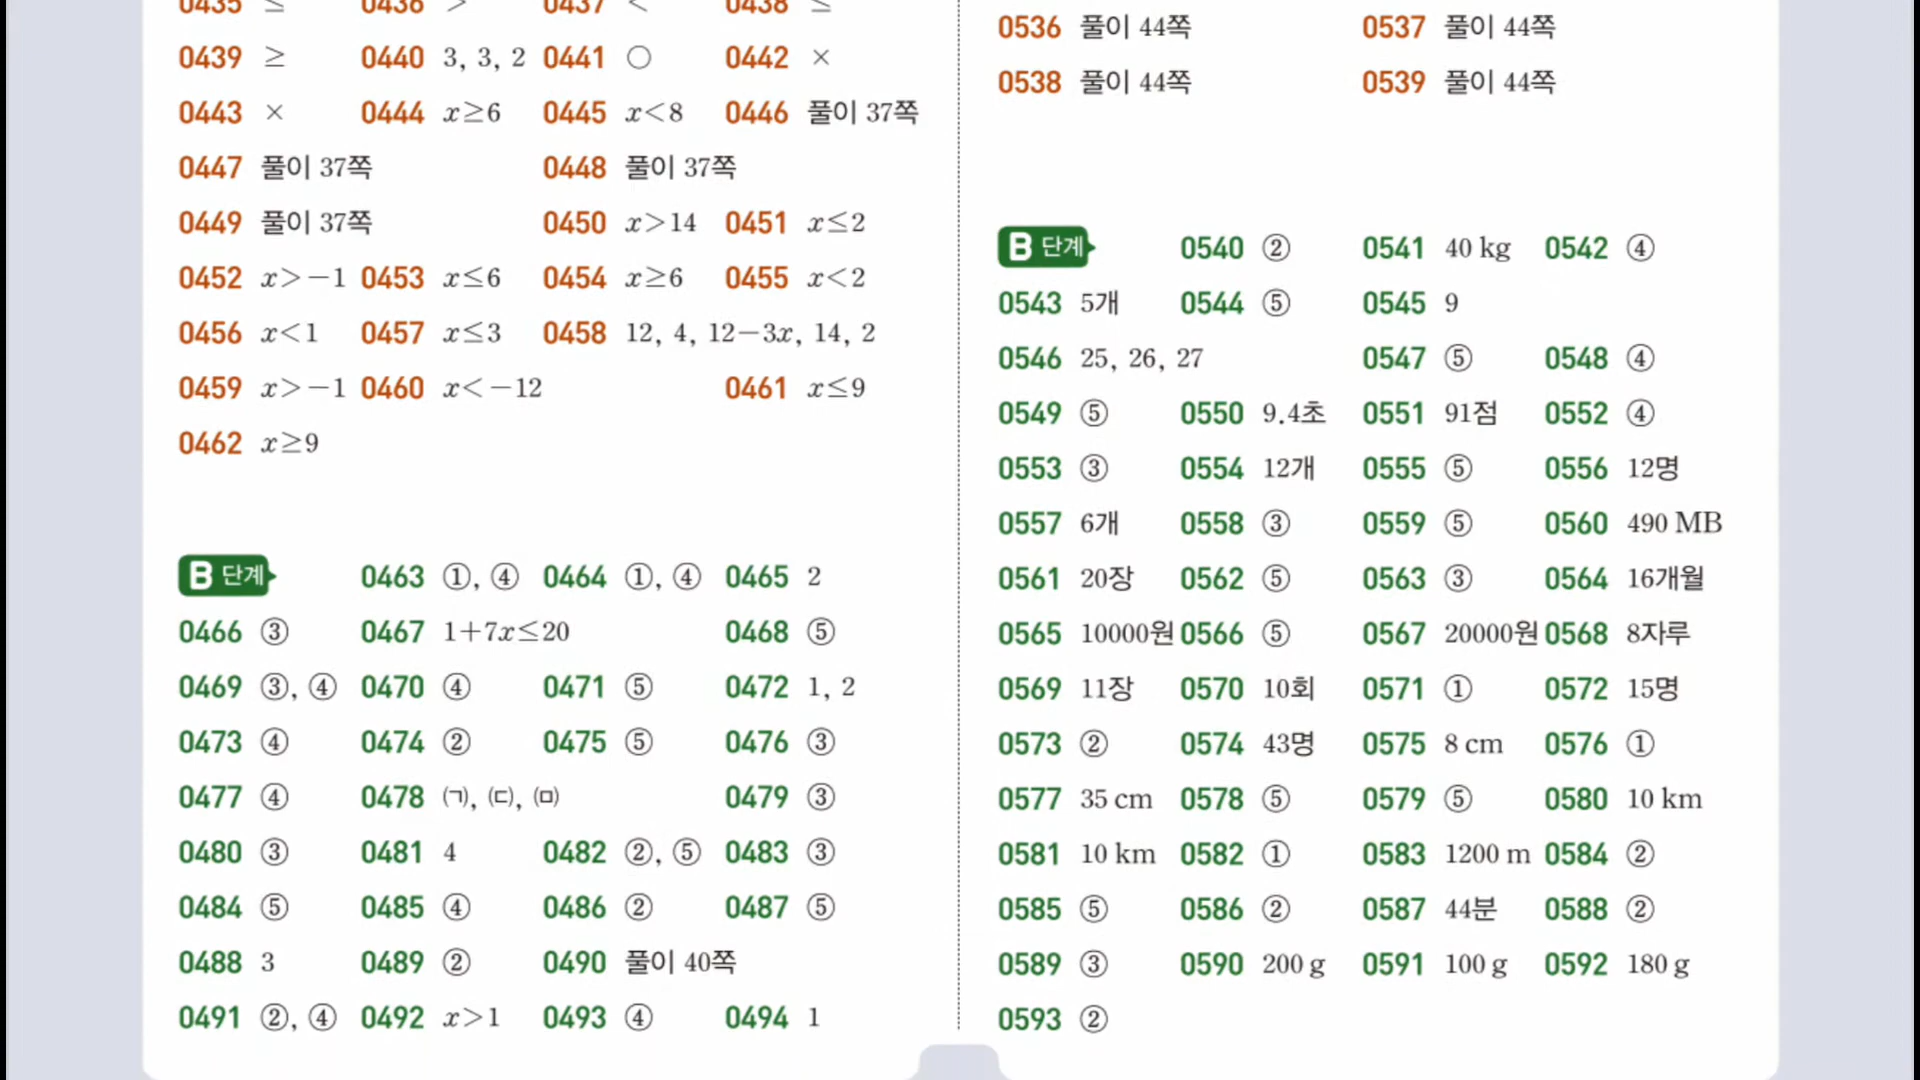 0435 ≤ 0436 > 0437 < 0438 ≤
0439 ≥ 0440 3, 3, 2 0441 ○ 0442 ×
0443 × 0444 x≥6 0445 x<8 0446 풀이 37쪽
0447 풀이 37쪽 0448 풀이 37쪽
0449 풀이 37쪽 0450 x>14 0451 x≤2
0452 x>−1 0453 x≤6 0454 x≥6 0455 x<2
0456 x<1 0457 x≤3 0458 12, 4, 12−3x, 14, 2
0459 x>−1 0460 x<−12 0461 x≤9
0462 x≥9
B 단계 0463 ①, ④ 0464 ①, ④ 0465 2
0466 ③ 0467 1+7x≤20 0468 ⑤
0469 ③, ④ 0470 ④ 0471 ⑤ 0472 1, 2
0473 ④ 0474 ② 0475 ⑤ 0476 ③
0477 ④ 0478 ㈀, ㈂, ㈄ 0479 ③
0480 ③ 0481 4 0482 ②, ⑤ 0483 ③
0484 ⑤ 0485 ④ 0486 ② 0487 ⑤
0488 3 0489 ② 0490 풀이 40쪽
0491 ②, ④ 0492 x>1 0493 ④ 0494 1
0536 풀이 44쪽 0537 풀이 44쪽
0538 풀이 44쪽 0539 풀이 44쪽
B 단계 0540 ② 0541 40 kg 0542 ④
0543 5개 0544 ⑤ 0545 9
0546 25, 26, 27 0547 ⑤ 0548 ④
0549 ⑤ 0550 9.4초 0551 91점 0552 ④
0553 ③ 0554 12개 0555 ⑤ 0556 12명
0557 6개 0558 ③ 0559 ⑤ 0560 490 MB
0561 20장 0562 ⑤ 0563 ③ 0564 16개월
0565 10000원 0566 ⑤ 0567 20000원 0568 8자루
0569 11장 0570 10회 0571 ① 0572 15명
0573 ② 0574 43명 0575 8 cm 0576 ①
0577 35 cm 0578 ⑤ 0579 ⑤ 0580 10 km
0581 10 km 0582 ① 0583 1200 m 0584 ②
0585 ⑤ 0586 ② 0587 44분 0588 ②
0589 ③ 0590 200 g 0591 100 g 0592 180 g
0593 ②